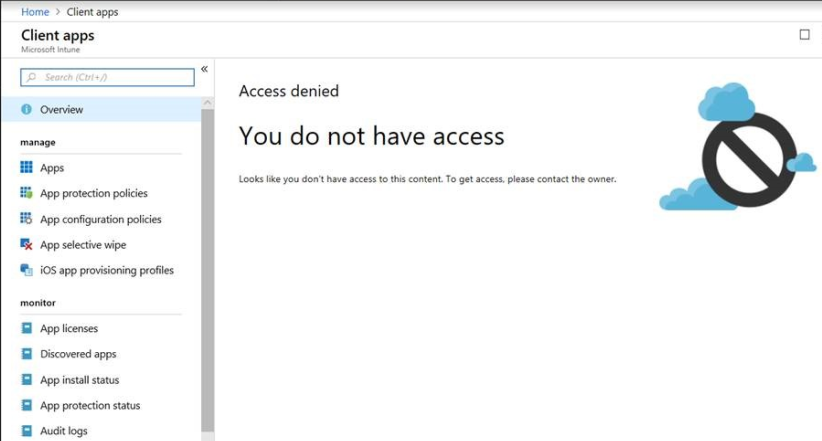 Home > Client apps
Client apps
Microsoft Intune
Search (Ctrl+/)
«
Overview
manage
Apps
App protection policies
App configuration policies
App selective wipe
iOS app provisioning profiles
monitor
App licenses
Discovered apps
App install status
App protection status
Audit logs
Access denied
You do not have access
Looks like you don't have access to this content. To get access, please contact the owner.